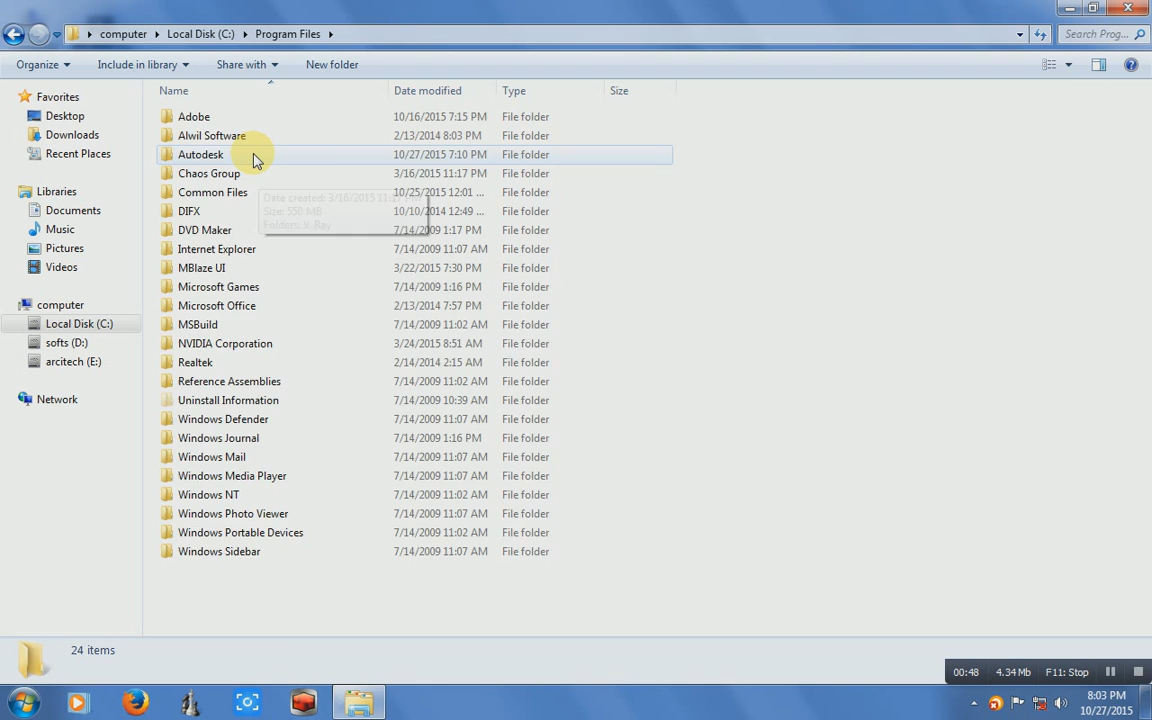 computer Local Disk (C:) Program Files
Search Prog...
Organize Include in library Share with New folder
Name Date modified Type Size
Favorites
Desktop
Downloads
Recent Places
Libraries
Documents
Music
Pictures
Videos
computer
Local Disk (C:)
softs (D:)
arcitech (E:)
Network
Adobe 10/16/2015 7:15 PM File folder
Alwil Software 2/13/2014 8:03 PM File folder
Autodesk 10/27/2015 7:10 PM File folder
Chaos Group 3/16/2015 11:17 PM File folder
Common Files 10/25/2015 12:01 ... File folder
DIFX 10/10/2014 12:49 ... File folder
DVD Maker 7/14/2009 1:17 PM File folder
Internet Explorer 7/14/2009 11:07 AM File folder
MBlaze UI 3/22/2015 7:30 PM File folder
Microsoft Games 7/14/2009 1:16 PM File folder
Microsoft Office 2/13/2014 7:57 PM File folder
MSBuild 7/14/2009 11:02 AM File folder
NVIDIA Corporation 3/24/2015 8:51 AM File folder
Realtek 2/14/2014 2:15 AM File folder
Reference Assemblies 7/14/2009 11:02 AM File folder
Uninstall Information 7/14/2009 10:39 AM File folder
Windows Defender 7/14/2009 11:07 AM File folder
Windows Journal 7/14/2009 1:16 PM File folder
Windows Mail 7/14/2009 11:07 AM File folder
Windows Media Player 7/14/2009 11:07 AM File folder
Windows NT 7/14/2009 11:02 AM File folder
Windows Photo Viewer 7/14/2009 11:07 AM File folder
Windows Portable Devices 7/14/2009 11:02 AM File folder
Windows Sidebar 7/14/2009 11:07 AM File folder
Date created: 3/16/2015 11:17 PM
Size: 550 MB
Folders: V-Ray
24 items
00:48 4.34 Mb F11: Stop
8:03 PM
10/27/2015